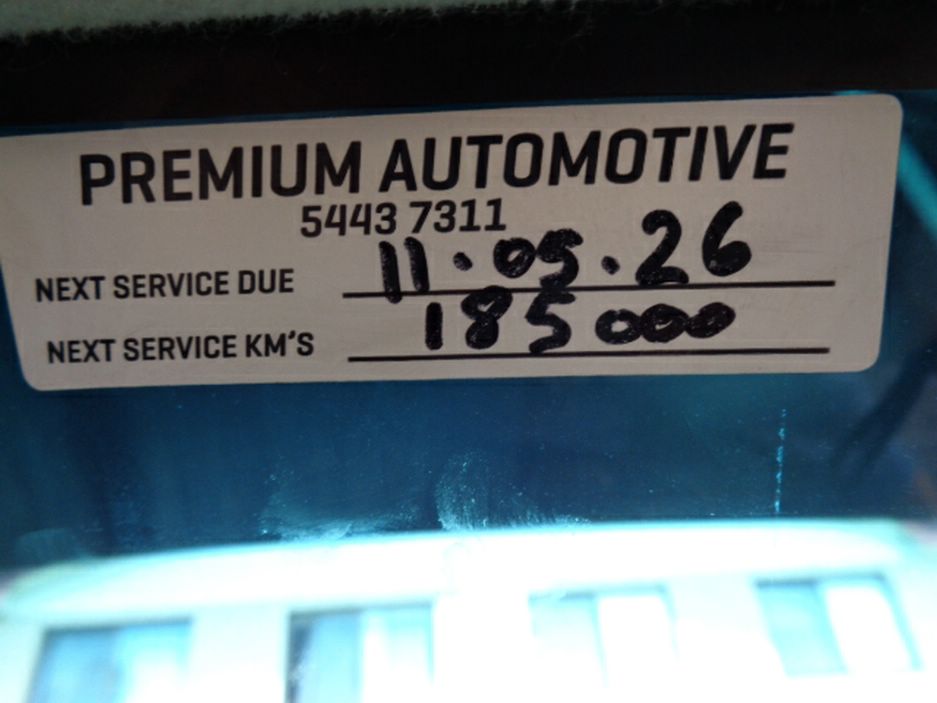 PREMIUM AUTOMOTIVE
5443 7311
NEXT SERVICE DUE 11.05.26
NEXT SERVICE KM'S 185000